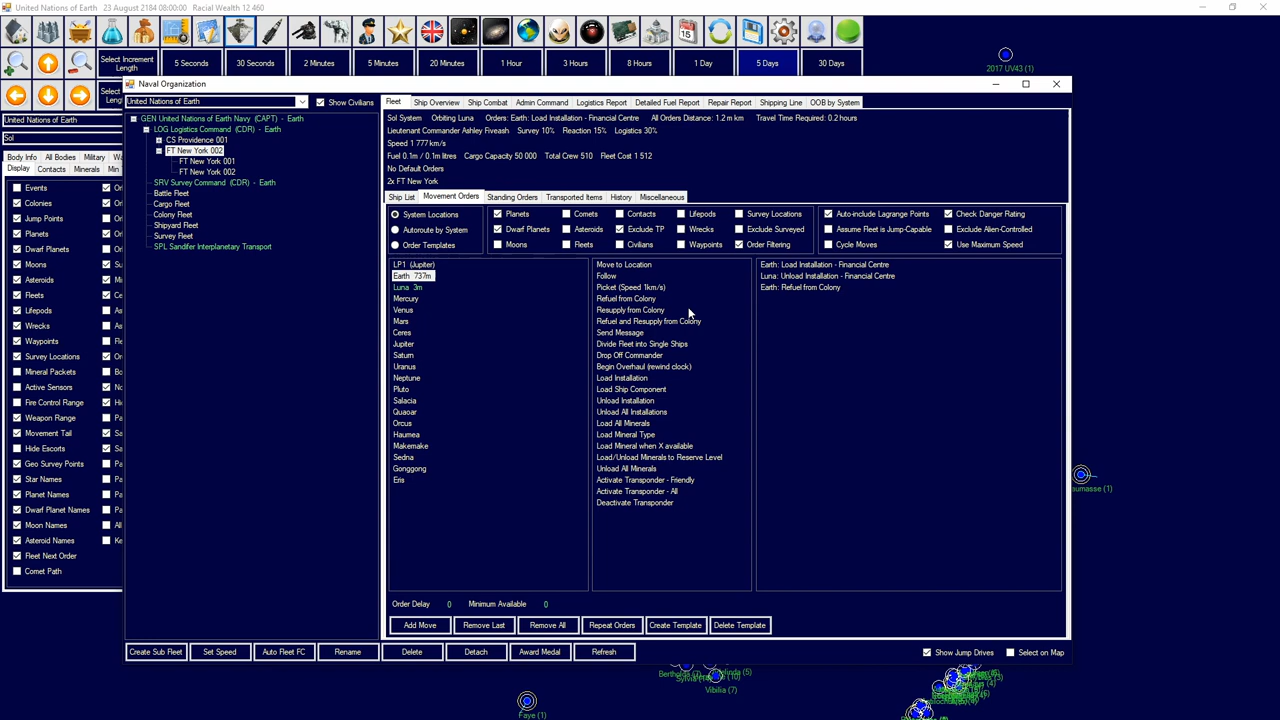 United Nations of Earth   23 August 2184 08:00:00   Racial Wealth 12 460
Select Increment Length
5 Seconds
30 Seconds
2 Minutes
5 Minutes
20 Minutes
1 Hour
3 Hours
8 Hours
1 Day
5 Days
30 Days
2017 UV43 (1)
United Nations of Earth
Sol
Body Info
All Bodies
Military
Display
Contacts
Minerals
Events
Colonies
Jump Points
Planets
Dwarf Planets
Moons
Asteroids
Fleets
Lifepods
Wrecks
Waypoints
Survey Locations
Mineral Packets
Active Sensors
Fire Control Range
Weapon Range
Movement Tail
Hide Escorts
Geo Survey Points
Star Names
Planet Names
Dwarf Planet Names
Moon Names
Asteroid Names
Fleet Next Order
Comet Path
Naval Organization
United Nations of Earth
Show Civilians
GEN United Nations of Earth Navy (CAPT) - Earth
LOG Logistics Command (CDR) - Earth
CS Providence 001
FT New York 002
FT New York 001
FT New York 002
SRV Survey Command (CDR) - Earth
Battle Fleet
Cargo Fleet
Colony Fleet
Shipyard Fleet
Survey Fleet
SPL Sandifer Interplanetary Transport
Fleet
Ship Overview
Ship Combat
Admin Command
Logistics Report
Detailed Fuel Report
Repair Report
Shipping Line
OOB by System
Sol System   Orbiting Luna   Orders: Earth: Load Installation - Financial Centre   All Orders Distance: 1.2 m km   Travel Time Required: 0.2 hours
Lieutenant Commander Ashley Fiveash   Survey 10%   Reaction 15%   Logistics 30%
Speed 1 777 km/s
Fuel 0.1m / 0.1m litres   Cargo Capacity 50 000   Total Crew 510   Fleet Cost 1 512
No Default Orders
2x FT New York
Ship List
Movement Orders
Standing Orders
Transported Items
History
Miscellaneous
System Locations
Autoroute by System
Order Templates
Planets
Comets
Contacts
Lifepods
Survey Locations
Dwarf Planets
Asteroids
Exclude TP
Wrecks
Exclude Surveyed
Moons
Fleets
Civilians
Waypoints
Order Filtering
Auto-include Lagrange Points
Check Danger Rating
Assume Fleet is Jump-Capable
Exclude Alien-Controlled
Cycle Moves
Use Maximum Speed
LP1 (Jupiter)
Earth 737m
Luna 3m
Mercury
Venus
Mars
Ceres
Jupiter
Saturn
Uranus
Neptune
Pluto
Salacia
Quaoar
Orcus
Haumea
Makemake
Sedna
Gonggong
Eris
Move to Location
Follow
Picket (Speed 1km/s)
Refuel from Colony
Resupply from Colony
Refuel and Resupply from Colony
Send Message
Divide Fleet into Single Ships
Drop Off Commander
Begin Overhaul (rewind clock)
Load Installation
Load Ship Component
Unload Installation
Unload All Installations
Load All Minerals
Load Mineral Type
Load Mineral when X available
Load/Unload Minerals to Reserve Level
Unload All Minerals
Activate Transponder - Friendly
Activate Transponder - All
Deactivate Transponder
Earth: Load Installation - Financial Centre
Luna: Unload Installation - Financial Centre
Earth: Refuel from Colony
Order Delay   0   Minimum Available   0
Add Move
Remove Last
Remove All
Repeat Orders
Create Template
Delete Template
Create Sub Fleet
Set Speed
Auto Fleet FC
Rename
Delete
Detach
Award Medal
Refresh
Show Jump Drives
Select on Map
aumasse (1)
Vibilia (7)
Faye (1)